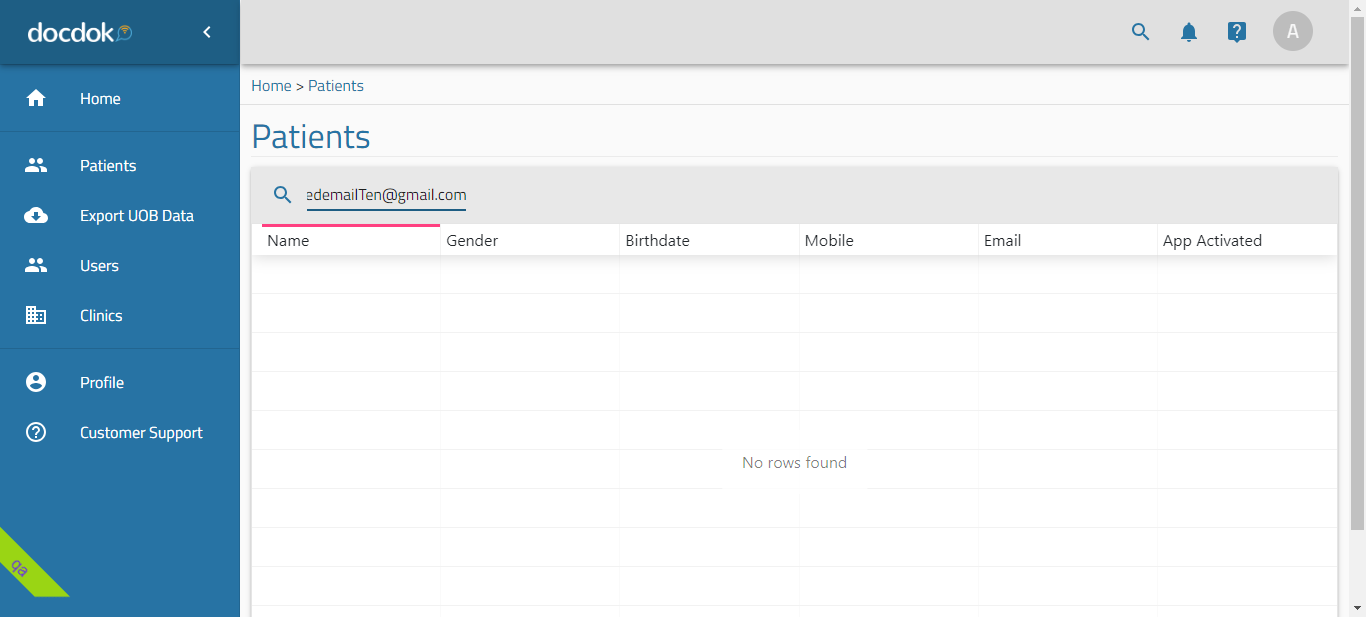 docdok
A
Home
Patients
Export UOB Data
Users
Clinics
Profile
Customer Support
qa
Home > Patients
Patients
edemailTen@gmail.com
Name Gender Birthdate Mobile Email App Activated
No rows found